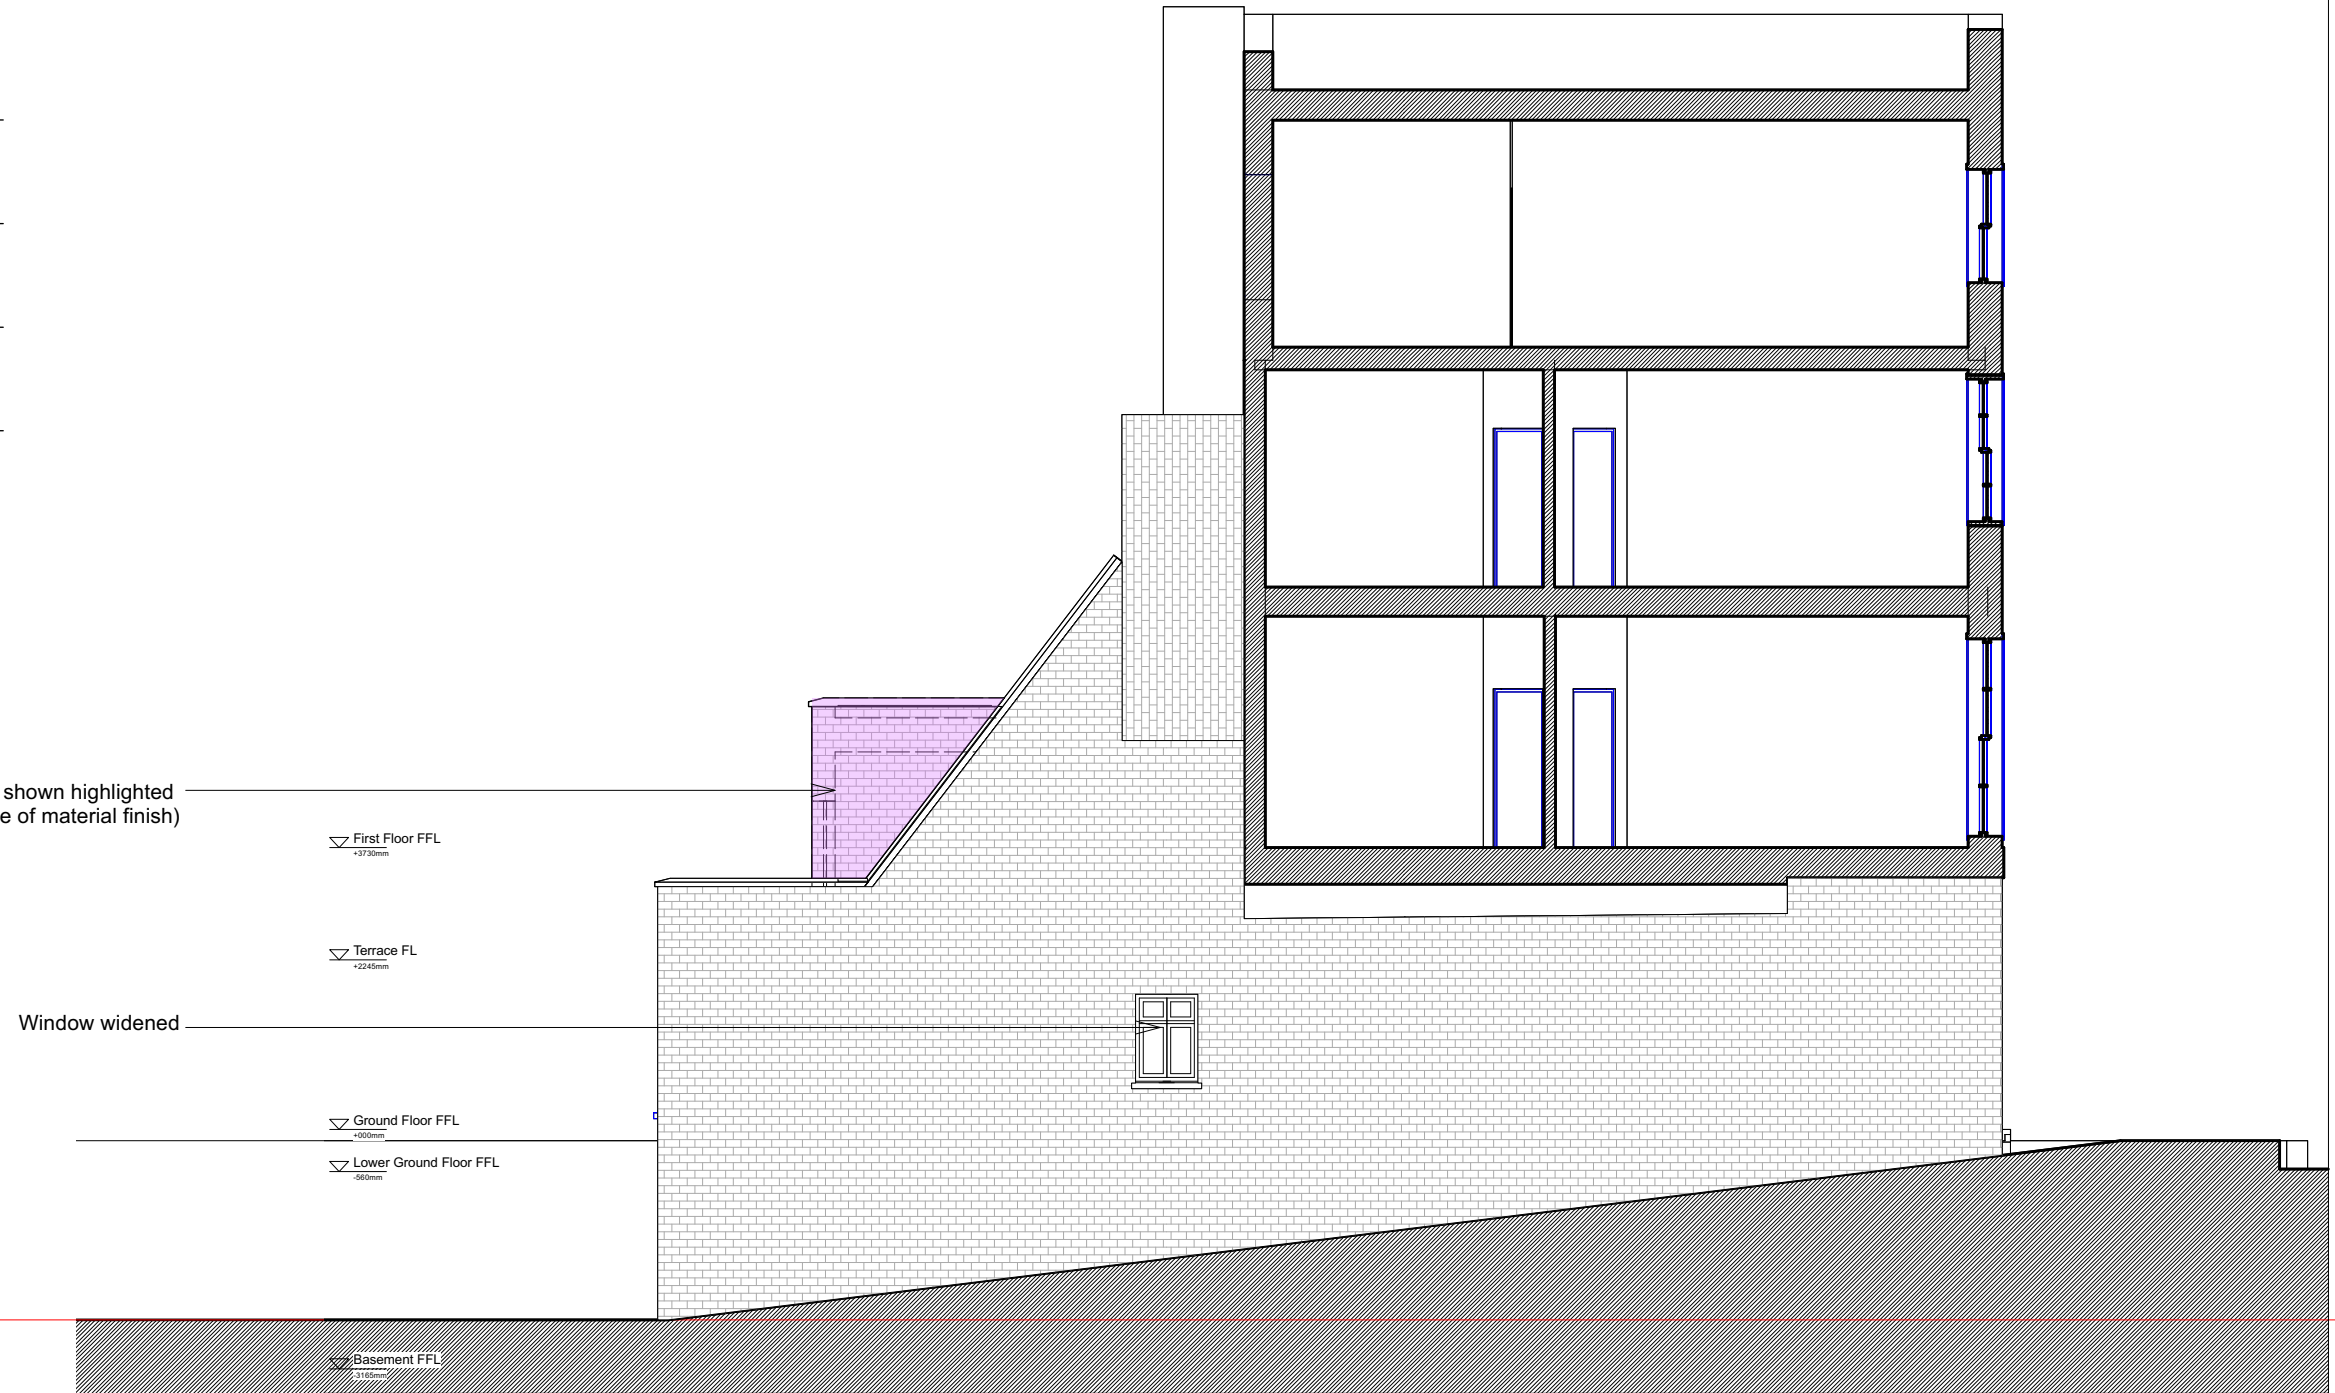 shown highlighted
e of material finish)
First Floor FFL
+3730mm
Terrace FL
+2245mm
Window widened
Ground Floor FFL
+000mm
Lower Ground Floor FFL
-560mm
Basement FFL
-3165mm